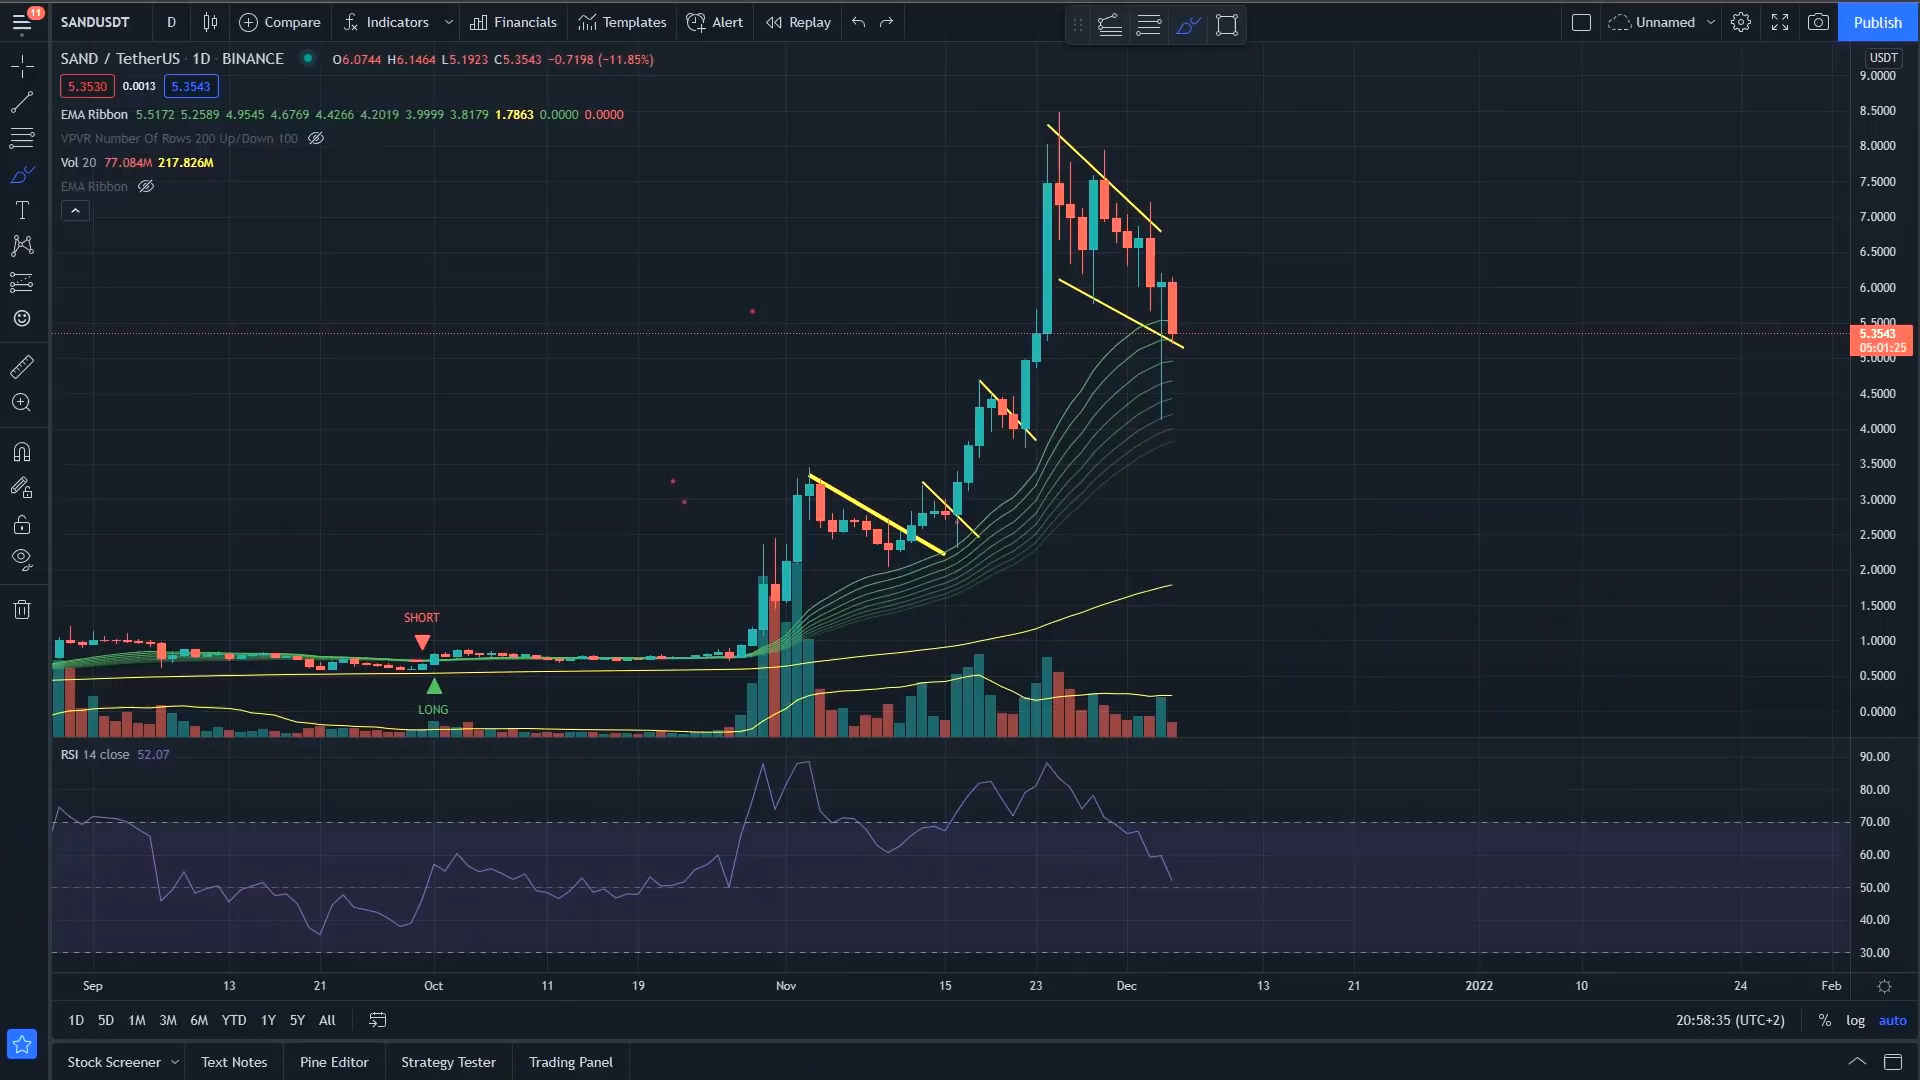 11
SANDUSDT D Compare Indicators Financials Templates Alert Replay Unnamed Publish
SAND / TetherUS · 1D · BINANCE O6.0744 H6.1464 L5.1923 C5.3543 −0.7198 (−11.85%)
USDT
5.3530 0.0013 5.3543
EMA Ribbon 5.5172 5.2589 4.9545 4.6769 4.4266 4.2019 3.9999 3.8179 1.7863 0.0000 0.0000
VPVR Number Of Rows 200 Up/Down 100
Vol 20 77.084M 217.826M
EMA Ribbon
9.0000
8.5000
8.0000
7.5000
7.0000
6.5000
6.0000
5.5000
5.3543
05:01:25
5.0000
4.5000
4.0000
3.5000
3.0000
2.5000
2.0000
1.5000
1.0000
0.5000
0.0000
SHORT
LONG
RSI 14 close 52.07
90.00
80.00
70.00
60.00
50.00
40.00
30.00
Sep 13 21 Oct 11 19 Nov 15 23 Dec 13 21 2022 10 24 Feb
1D 5D 1M 3M 6M YTD 1Y 5Y All 20:58:35 (UTC+2) % log auto
Stock Screener Text Notes Pine Editor Strategy Tester Trading Panel